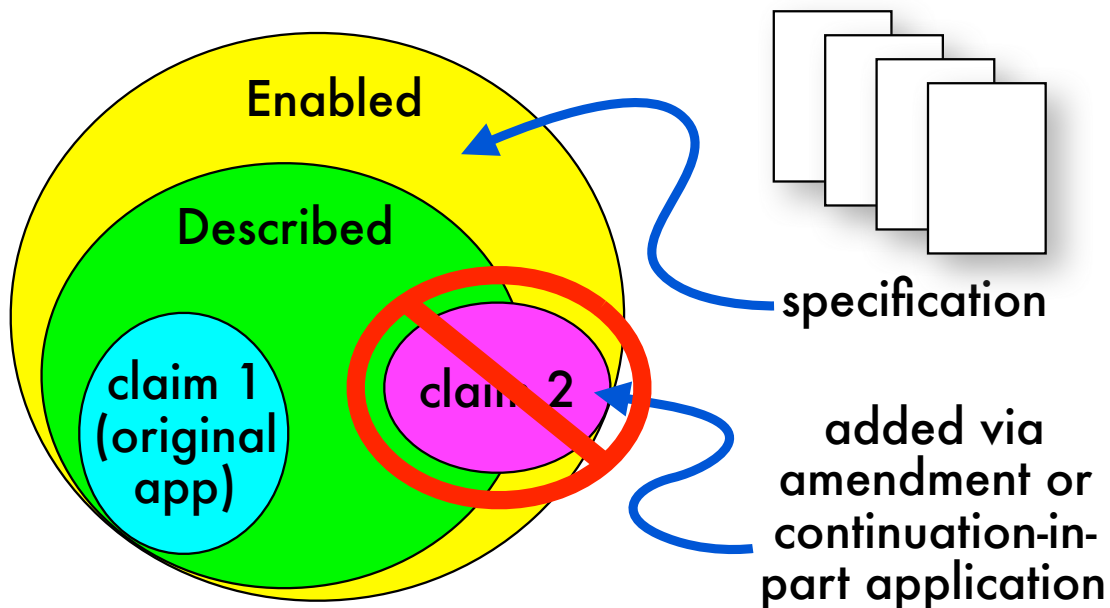 Enabled
Described
claim 1
(original
app)
claim 2
specification
added via
amendment or
continuation-in-
part application